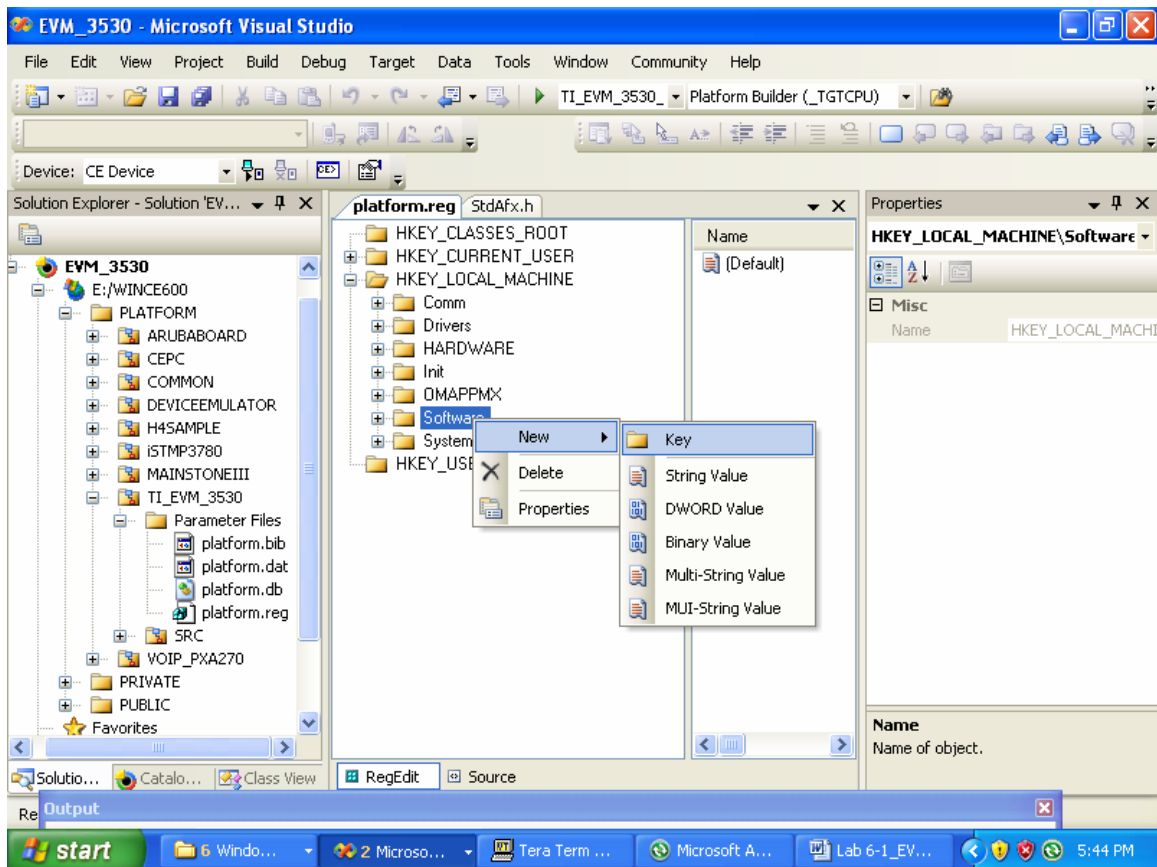 EVM_3530 - Microsoft Visual Studio
File Edit View Project Build Debug Target Data Tools Window Community Help
TI_EVM_3530_ Platform Builder (_TGTCPU)
Device: CE Device
Solution Explorer - Solution 'EV...
EVM_3530
E:/WINCE600
PLATFORM
ARUBABOARD
CEPC
COMMON
DEVICEEMULATOR
H4SAMPLE
iSTMP3780
MAINSTONEIII
TI_EVM_3530
Parameter Files
platform.bib
platform.dat
platform.db
platform.reg
SRC
VOIP_PXA270
PRIVATE
PUBLIC
Favorites
Solutio... Catalo... Class View
platform.reg StdAfx.h
HKEY_CLASSES_ROOT
HKEY_CURRENT_USER
HKEY_LOCAL_MACHINE
Comm
Drivers
HARDWARE
Init
OMAPPMX
Software
System
HKEY_USE
Name
(Default)
New
Delete
Properties
Key
String Value
DWORD Value
Binary Value
Multi-String Value
MUI-String Value
RegEdit Source
Properties
HKEY_LOCAL_MACHINE\Software
Misc
Name HKEY_LOCAL_MACHI
Name
Name of object.
Re
Output
start 6 Windo... 2 Microso... Tera Term ... Microsoft A... Lab 6-1_EV... 5:44 PM